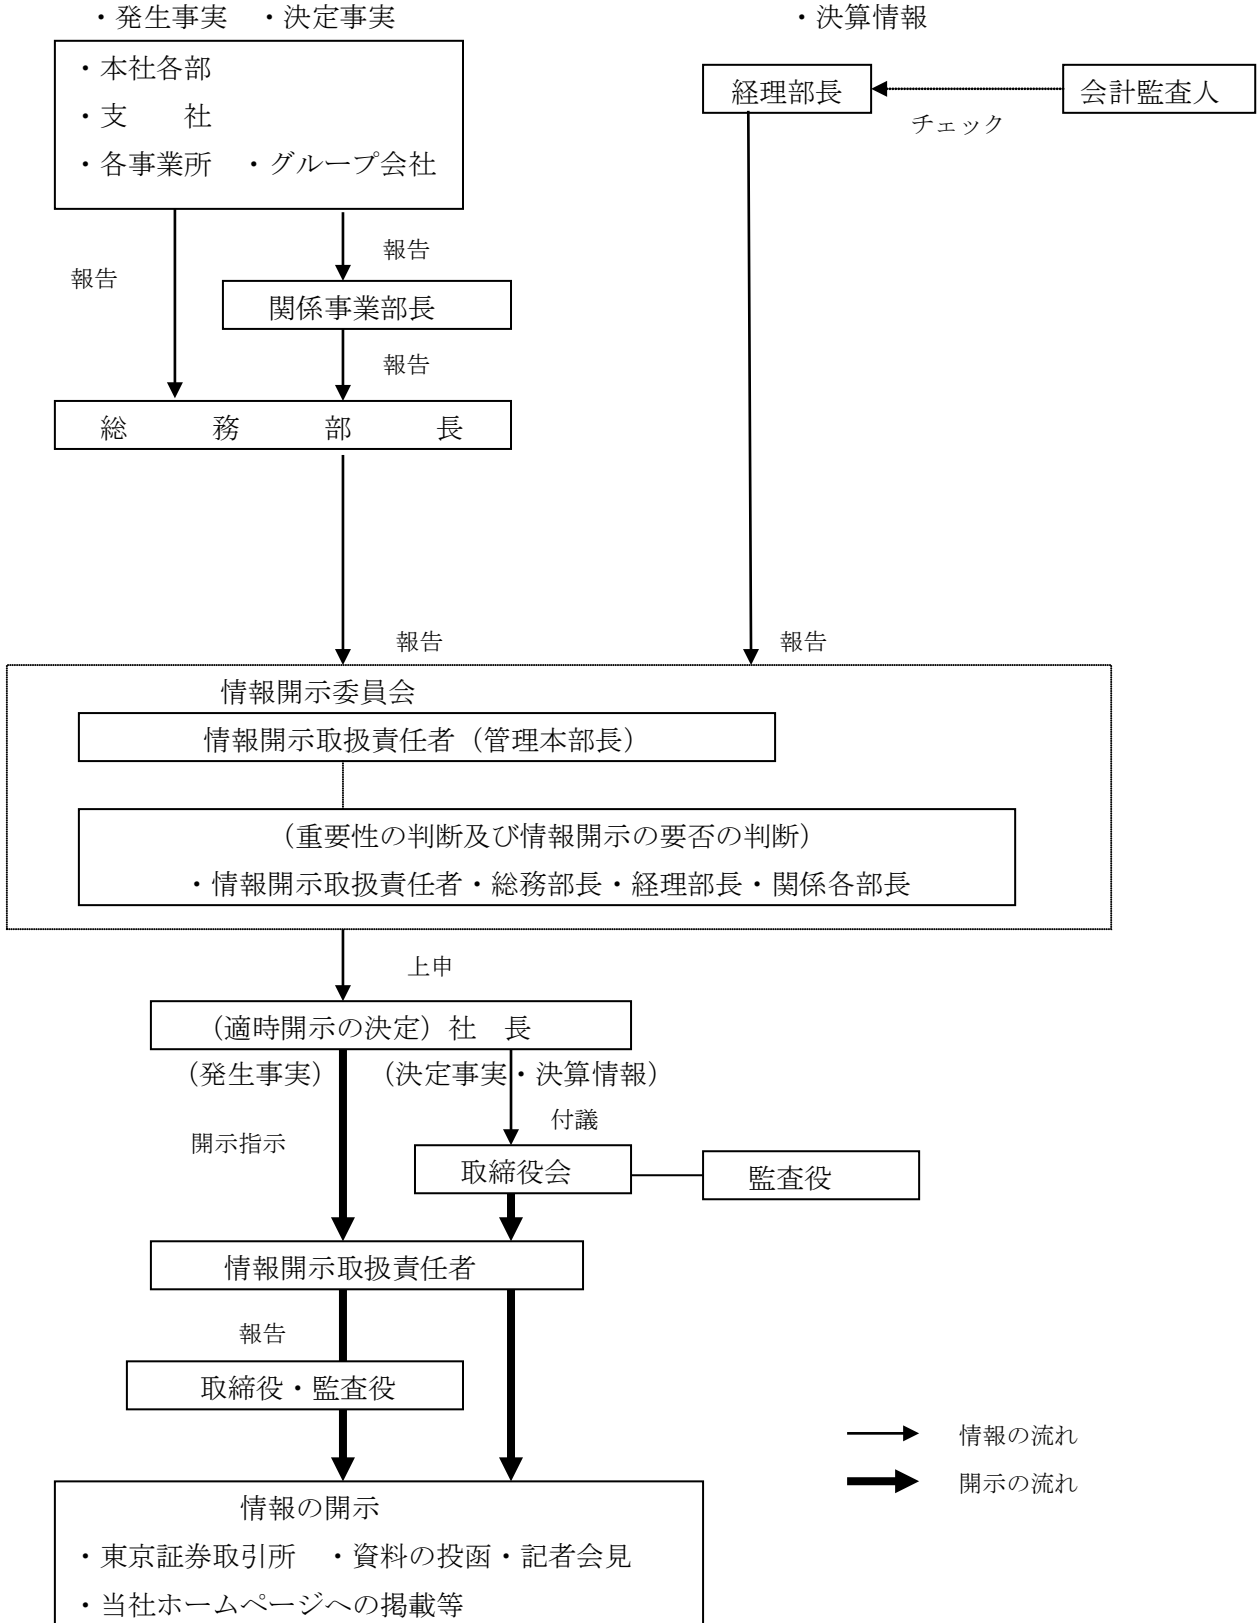 ・発生事実　・決定事実
・決算情報
・本社各部
・支　　社
・各事業所　・グループ会社
経理部長
会計監査人
チェック
報告
報告
関係事業部長
報告
総　　　務　　　部　　　長
報告
報告
情報開示委員会
情報開示取扱責任者（管理本部長）
（重要性の判断及び情報開示の要否の判断）
・情報開示取扱責任者・総務部長・経理部長・関係各部長
上申
（適時開示の決定）社　長
（発生事実）
（決定事実・決算情報）
付議
開示指示
取締役会
監査役
情報開示取扱責任者
報告
取締役・監査役
情報の流れ
開示の流れ
情報の開示
・東京証券取引所　・資料の投函・記者会見
・当社ホームページへの掲載等